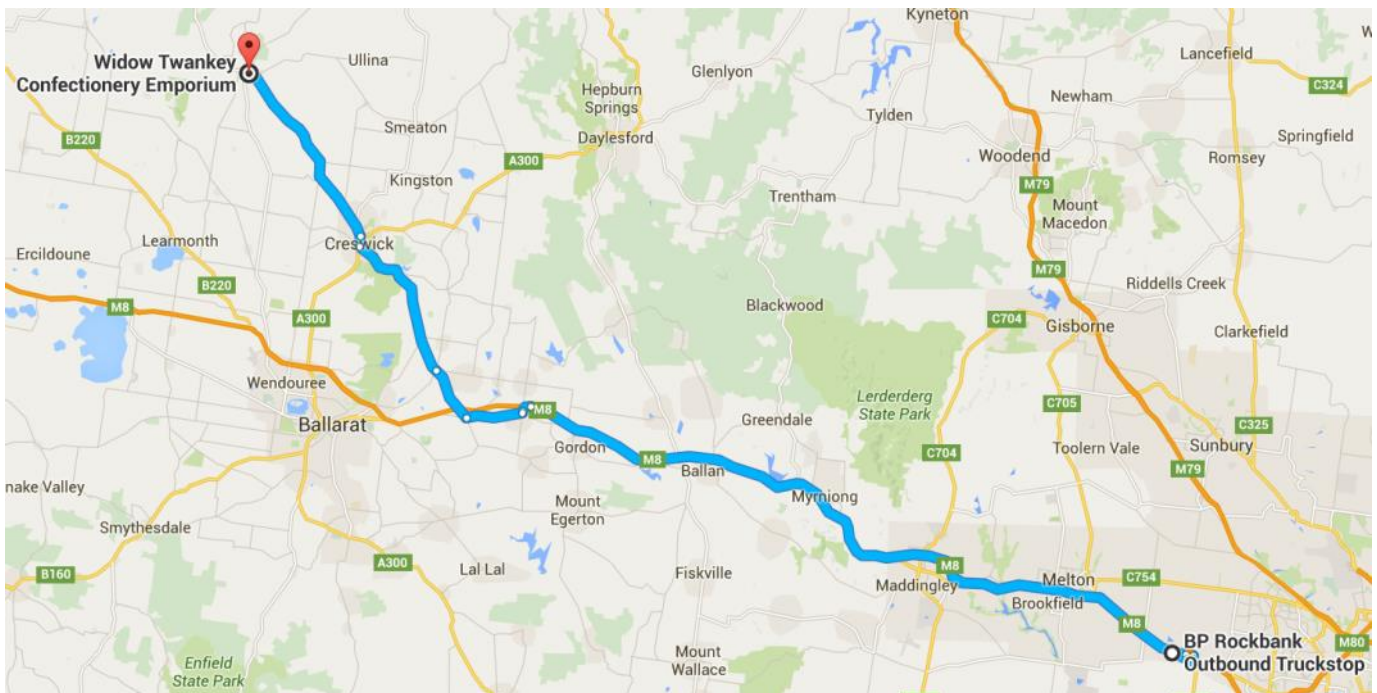 Kyneton
Widow Twankey
Confectionery Emporium
Ullina
Lancefield
Glenlyon
C324
Hepburn
Springs
Newham
Smeaton
Tylden
B220
Daylesford
Springfield
A300
Woodend
Romsey
Kingston
M79
Trentham
Mount
Macedon
Learmonth
Creswick
Ercildoune
M79
B220
Riddells Creek
M8
Blackwood
A300
C704
Gisborne
Clarkefield
Wendouree
Lerderderg
State Park
C705
M8
Ballarat
Greendale
C325
Gordon
C704
Toolern Vale
Sunbury
M8
Ballan
M79
nake Valley
Myrniong
Mount
Egerton
Smythesdale
A300
Lal Lal
Fiskville
M8
B160
Maddingley
Melton
C754
Brookfield
M8
BP Rockbank
Outbound Truckstop
M80
Mount
Wallace
Enfield
State Park